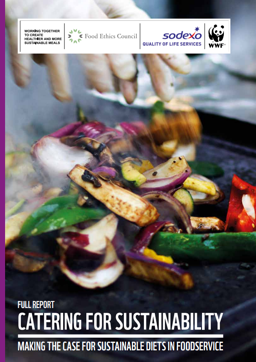 WORKING TOGETHER
TO CREATE
HEALTHIER AND MORE
SUSTAINABLE MEALS
Food Ethics Council
sodexo
QUALITY OF LIFE SERVICES
WWF
FULL REPORT
CATERING FOR SUSTAINABILITY
MAKING THE CASE FOR SUSTAINABLE DIETS IN FOODSERVICE